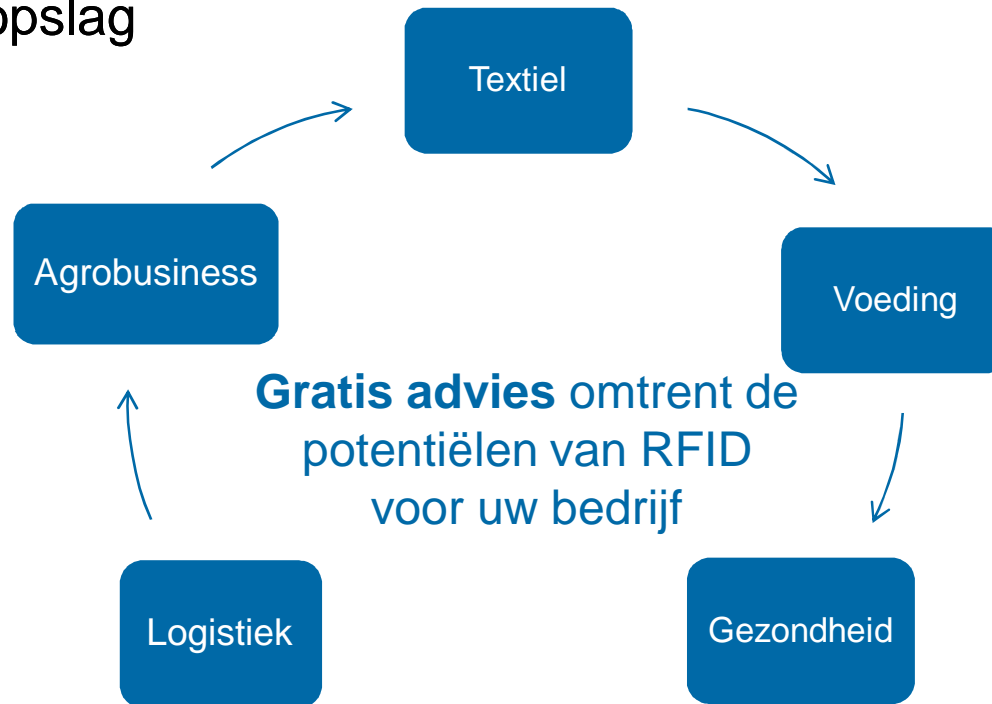 opslag
Textiel
Agrobusiness
Voeding
Gratis advies omtrent de
potentiëlen van RFID
voor uw bedrijf
Logistiek
Gezondheid